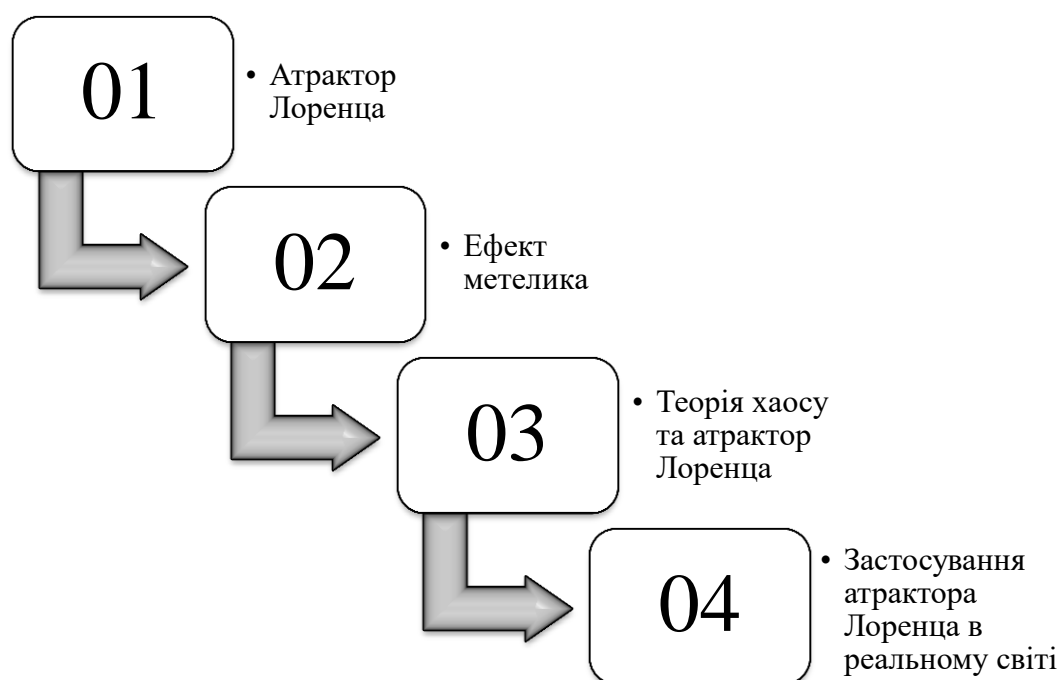 01
• Атрактор
Лоренца
02
• Ефект
метелика
03
• Теорія хаосу
та атрактор
Лоренца
04
• Застосування
атрактора
Лоренца в
реальному світі